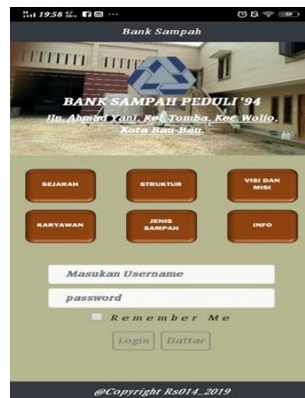 19:58
Bank Sampah
BANK SAMPAH PEDULI '94
Jln. Ahmad Yani, Kel. Tomba, Kec. Wolio,
Kota Bau-Bau.
SEJARAH
STRUKTUR
VISI DAN
MISI
KARYAWAN
JENIS
SAMPAH
INFO
Masukan Username
password
Remember Me
Login Daftar
@Copyright Rs014_2019